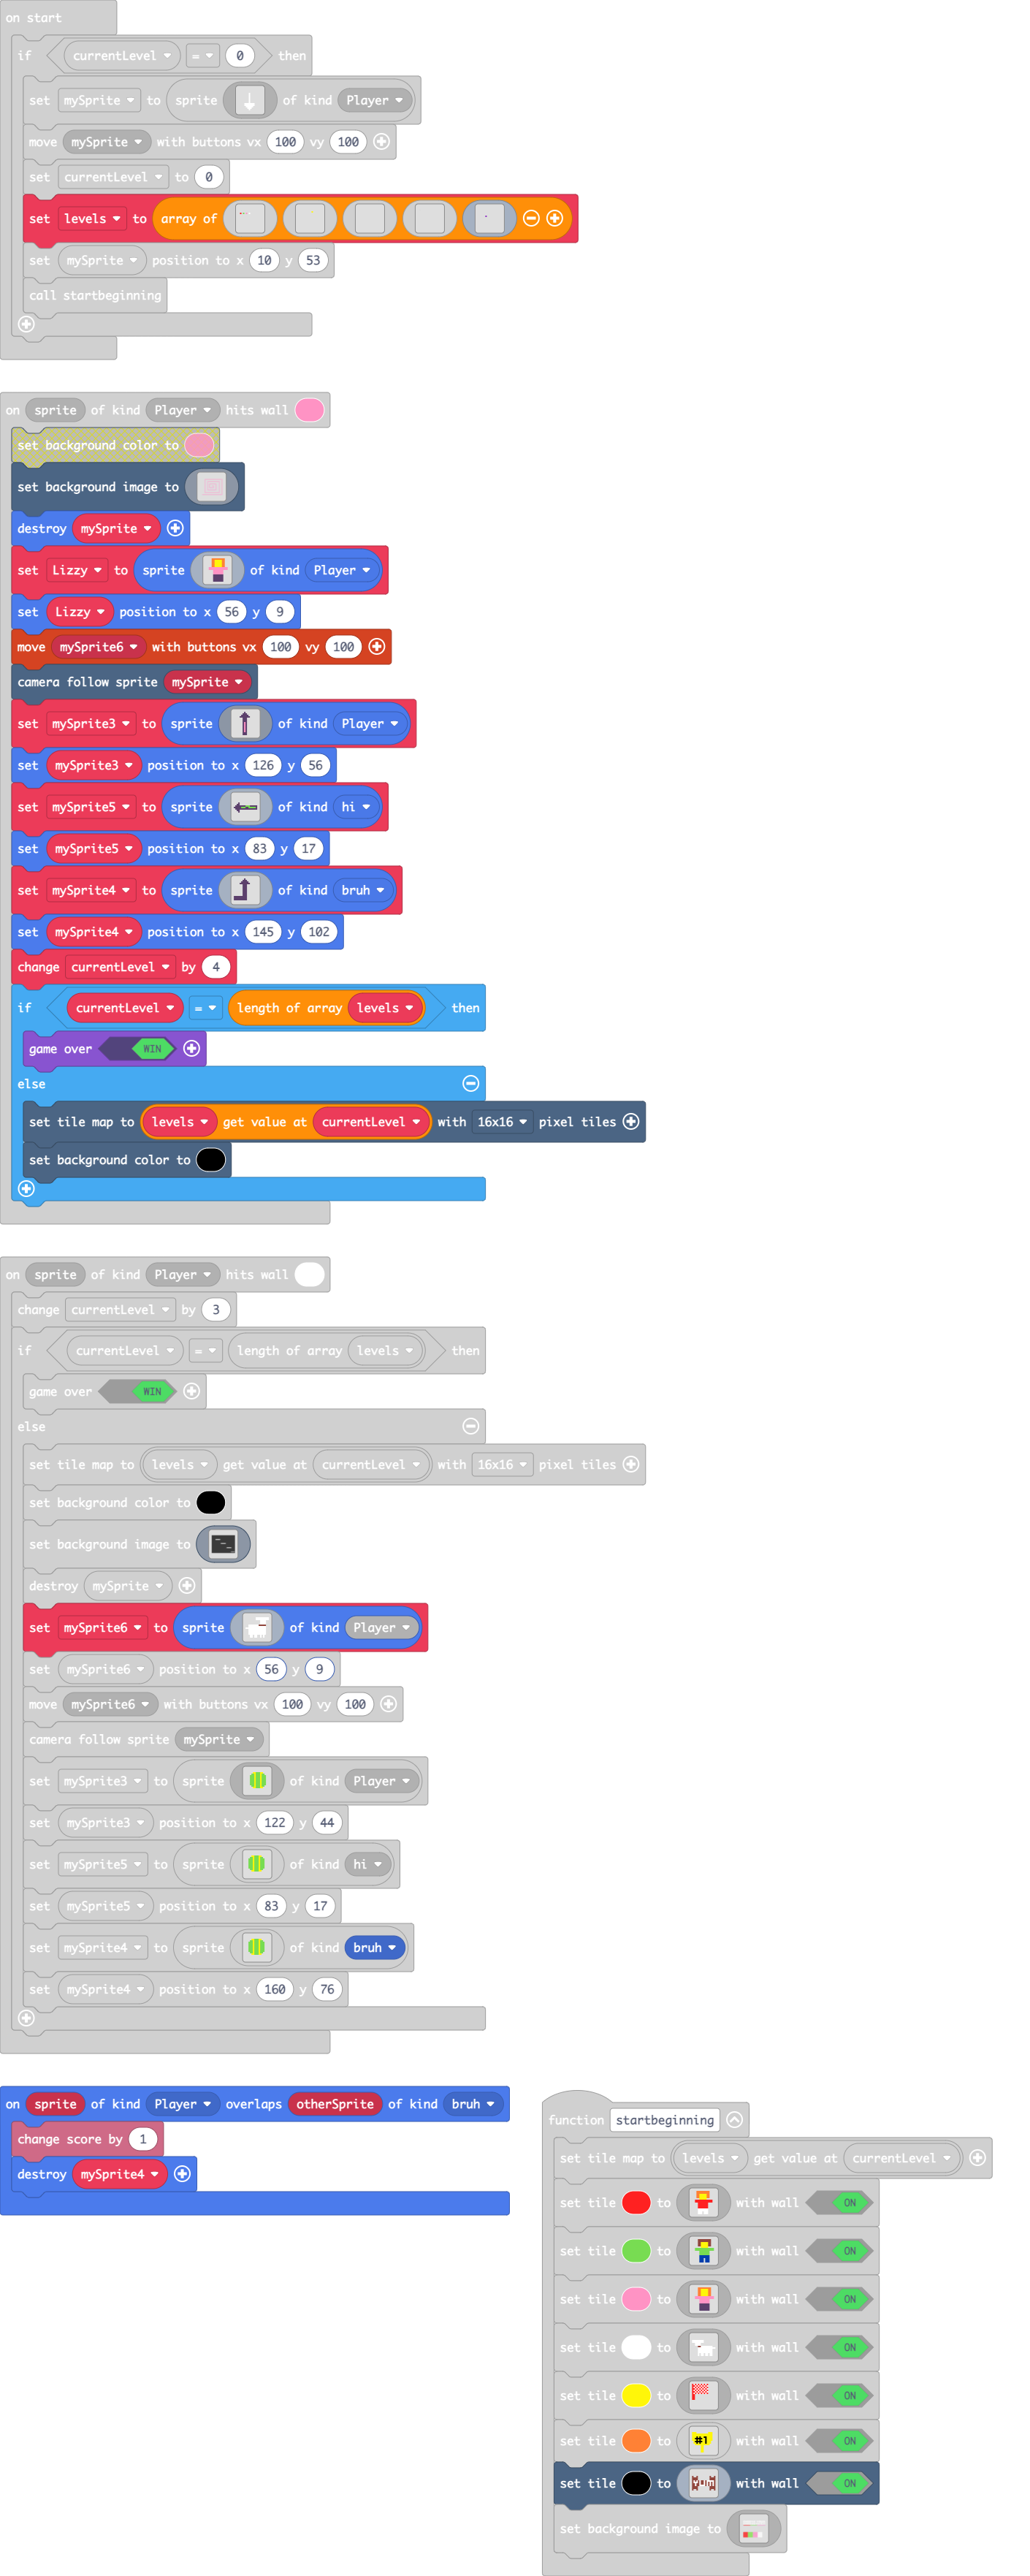 on start
if currentLevel = 0 then
set mySprite to sprite of kind Player
move mySprite with buttons vx 100 vy 100
set currentLevel to 0
set levels to array of
set mySprite position to x 10 y 53
call startbeginning
on sprite of kind Player hits wall
set background color to
set background image to
destroy mySprite
set Lizzy to sprite of kind Player
set Lizzy position to x 56 y 9
move mySprite6 with buttons vx 100 vy 100
camera follow sprite mySprite
set mySprite3 to sprite of kind Player
set mySprite3 position to x 126 y 56
set mySprite5 to sprite of kind hi
set mySprite5 position to x 83 y 17
set mySprite4 to sprite of kind bruh
set mySprite4 position to x 145 y 102
change currentLevel by 4
if currentLevel = length of array levels then
game over WIN
else
set tile map to levels get value at currentLevel with 16x16 pixel tiles
set background color to
on sprite of kind Player hits wall
change currentLevel by 3
if currentLevel = length of array levels then
game over WIN
else
set tile map to levels get value at currentLevel with 16x16 pixel tiles
set background color to
set background image to
destroy mySprite
set mySprite6 to sprite of kind Player
set mySprite6 position to x 56 y 9
move mySprite6 with buttons vx 100 vy 100
camera follow sprite mySprite
set mySprite3 to sprite of kind Player
set mySprite3 position to x 122 y 44
set mySprite5 to sprite of kind hi
set mySprite5 position to x 83 y 17
set mySprite4 to sprite of kind bruh
set mySprite4 position to x 160 y 76
on sprite of kind Player overlaps otherSprite of kind bruh
change score by 1
destroy mySprite4
function startbeginning
set tile map to levels get value at currentLevel
set tile to with wall ON
set tile to with wall ON
set tile to with wall ON
set tile to with wall ON
set tile to with wall ON
set tile to #1 with wall ON
set tile to YUM with wall ON
set background image to